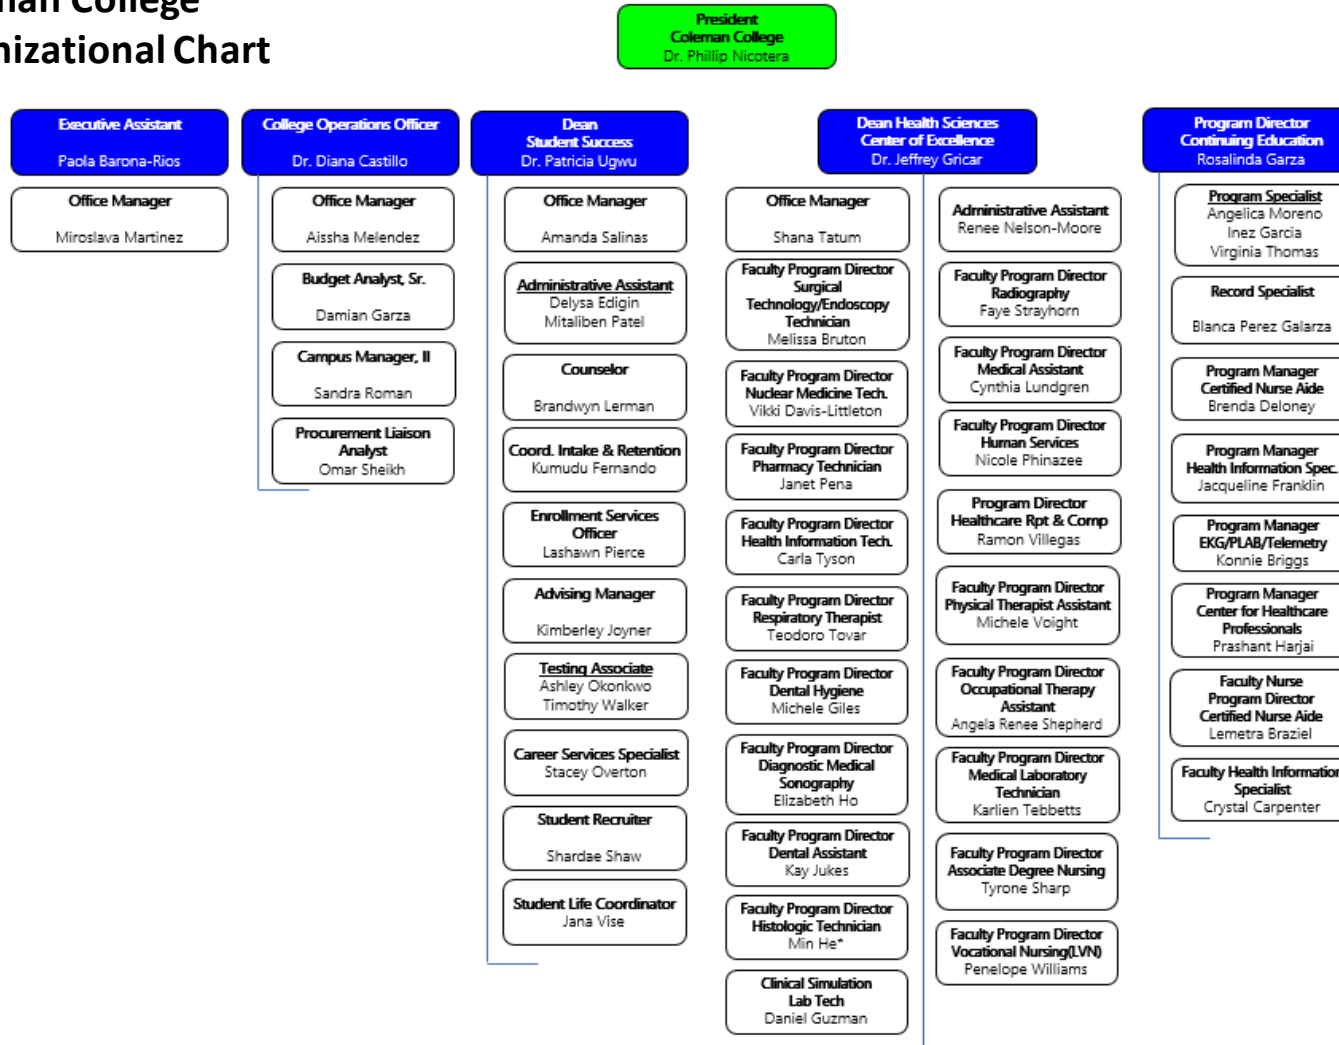 man College
nizational Chart
President
Coleman College
Dr. Phillip Nicotera
Executive Assistant
Paola Barona-Rios
Office Manager
Miroslava Martinez
College Operations Officer
Dr. Diana Castillo
Office Manager
Aissha Melendez
Budget Analyst, Sr.
Damian Garza
Campus Manager, II
Sandra Roman
Procurement Liaison
Analyst
Omar Sheikh
Dean
Student Success
Dr. Patricia Ugwu
Office Manager
Amanda Salinas
Administrative Assistant
Delysa Edigin
Mitaliben Patel
Counselor
Brandwyn Lerman
Coord. Intake & Retention
Kumudu Fernando
Enrollment Services
Officer
Lashawn Pierce
Advising Manager
Kimberley Joyner
Testing Associate
Ashley Okonkwo
Timothy Walker
Career Services Specialist
Stacey Overton
Student Recruiter
Shardae Shaw
Student Life Coordinator
Jana Vise
Dean Health Sciences
Center of Excellence
Dr. Jeffrey Gricar
Office Manager
Shana Tatum
Faculty Program Director
Surgical
Technology/Endoscopy
Technician
Melissa Bruton
Faculty Program Director
Nuclear Medicine Tech.
Vikki Davis-Littleton
Faculty Program Director
Pharmacy Technician
Janet Pena
Faculty Program Director
Health Information Tech.
Carla Tyson
Faculty Program Director
Respiratory Therapist
Teodoro Tovar
Faculty Program Director
Dental Hygiene
Michele Giles
Faculty Program Director
Diagnostic Medical
Sonography
Elizabeth Ho
Faculty Program Director
Dental Assistant
Kay Jukes
Faculty Program Director
Histologic Technician
Min He*
Clinical Simulation
Lab Tech
Daniel Guzman
Administrative Assistant
Renee Nelson-Moore
Faculty Program Director
Radiography
Faye Strayhorn
Faculty Program Director
Medical Assistant
Cynthia Lundgren
Faculty Program Director
Human Services
Nicole Phinazee
Program Director
Healthcare Rpt & Comp
Ramon Villegas
Faculty Program Director
Physical Therapist Assistant
Michele Voight
Faculty Program Director
Occupational Therapy
Assistant
Angela Renee Shepherd
Faculty Program Director
Medical Laboratory
Technician
Karlien Tebbetts
Faculty Program Director
Associate Degree Nursing
Tyrone Sharp
Faculty Program Director
Vocational Nursing(LVN)
Penelope Williams
Program Director
Continuing Education
Rosalinda Garza
Program Specialist
Angelica Moreno
Inez Garcia
Virginia Thomas
Record Specialist
Blanca Perez Galarza
Program Manager
Certified Nurse Aide
Brenda Deloney
Program Manager
Health Information Spec.
Jacqueline Franklin
Program Manager
EKG/PLAB/Telemetry
Konnie Briggs
Program Manager
Center for Healthcare
Professionals
Prashant Harjai
Faculty Nurse
Program Director
Certified Nurse Aide
Lemetra Braziel
Faculty Health Information
Specialist
Crystal Carpenter